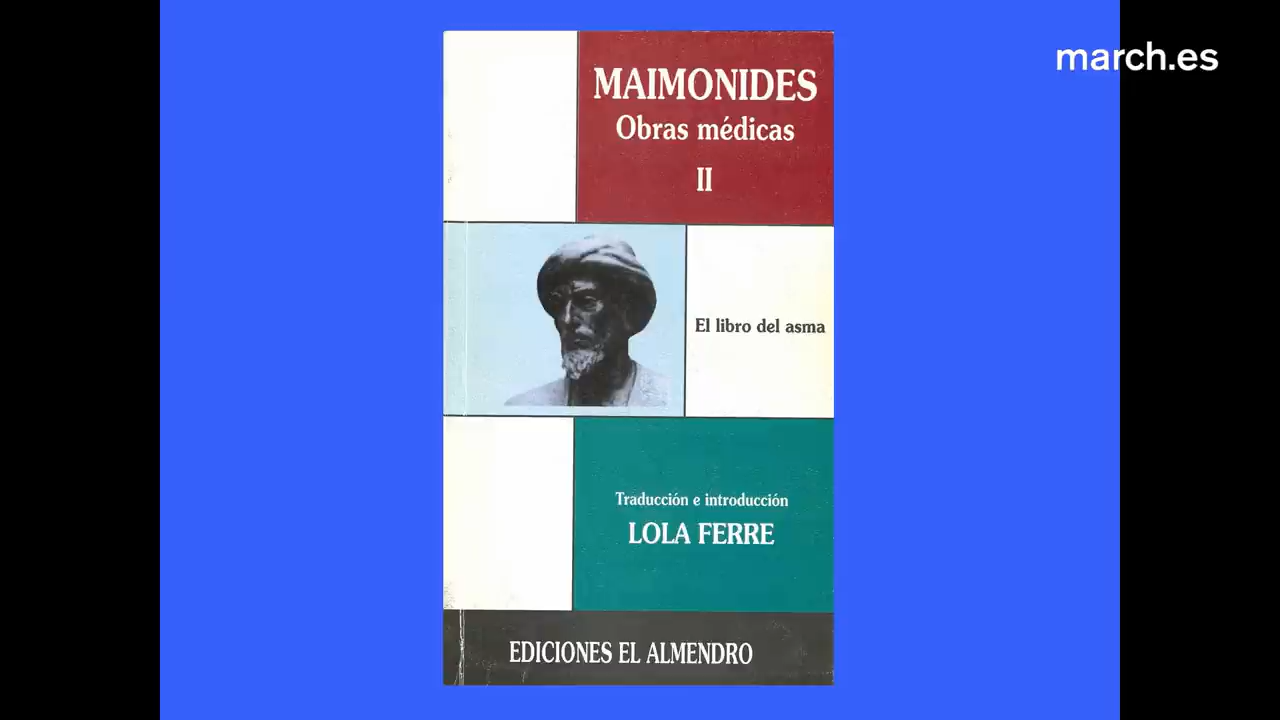 march.es
MAIMONIDES
Obras médicas
II
El libro del asma
Traducción e introducción
LOLA FERRE
EDICIONES EL ALMENDRO